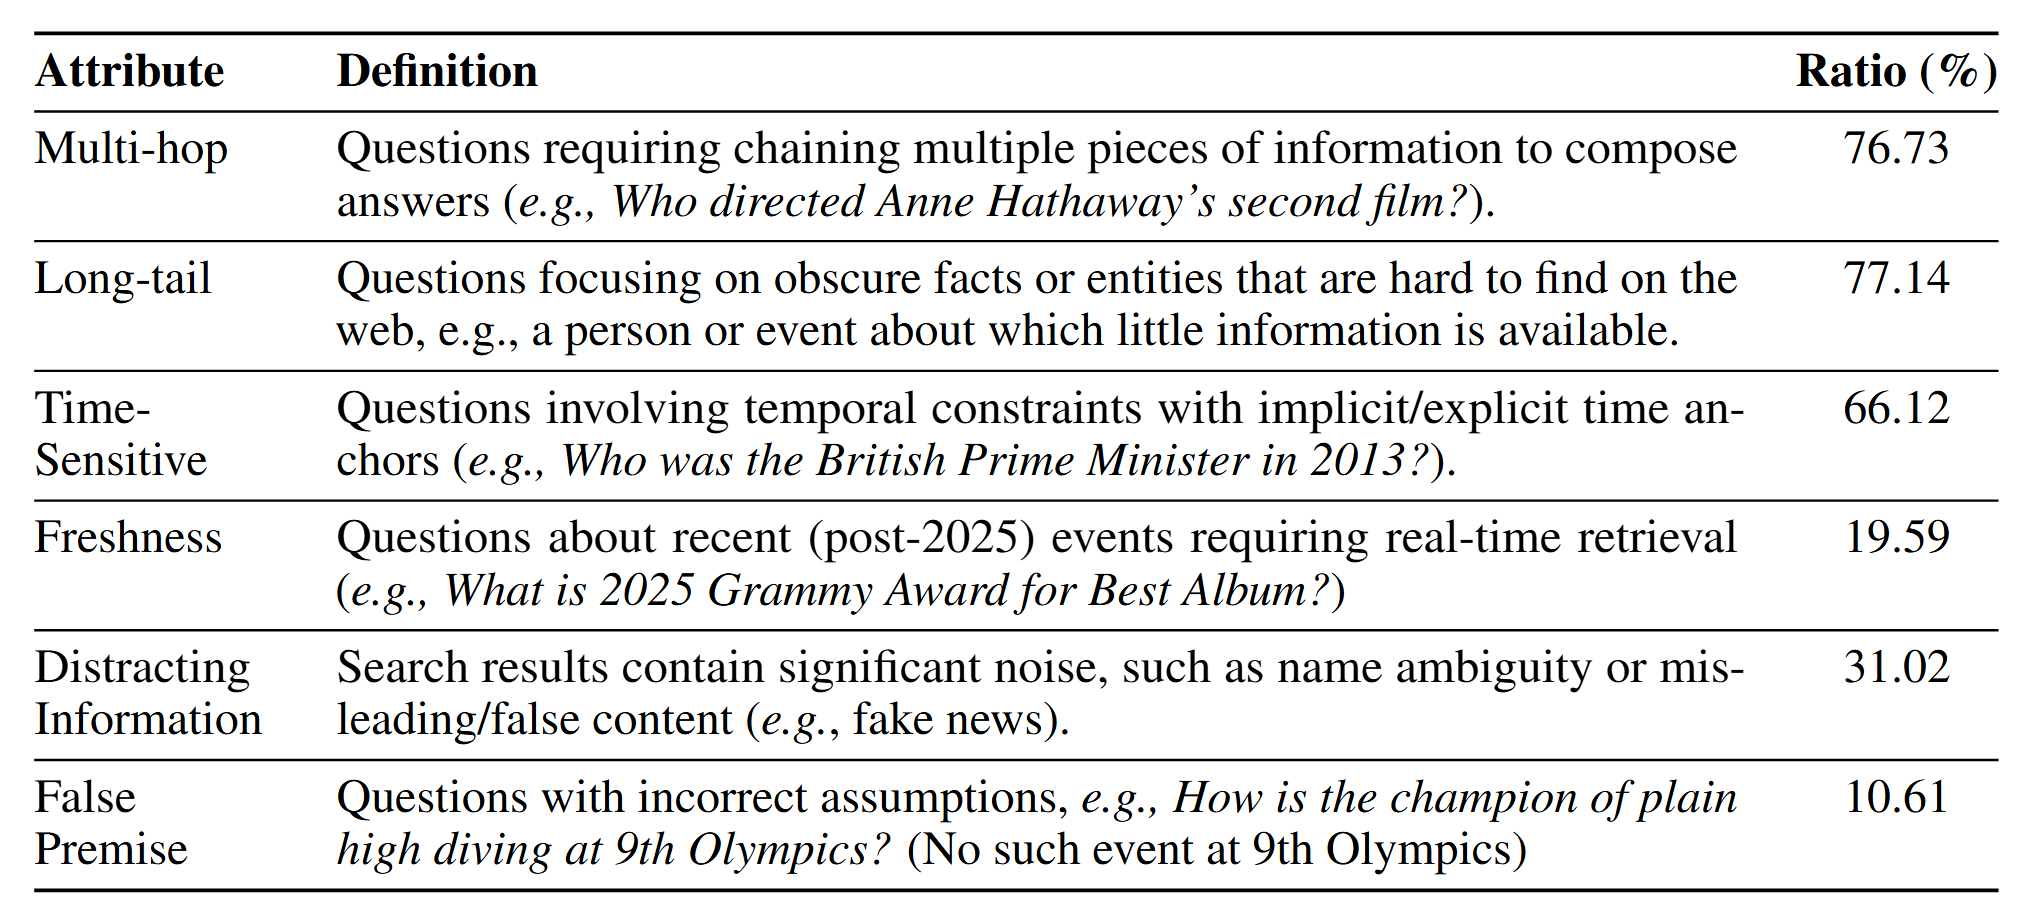 Attribute Definition Ratio (%)
Multi-hop Questions requiring chaining multiple pieces of information to compose 76.73
answers (e.g., Who directed Anne Hathaway's second film?).
Long-tail Questions focusing on obscure facts or entities that are hard to find on the 77.14
web, e.g., a person or event about which little information is available.
Time- Questions involving temporal constraints with implicit/explicit time an- 66.12
Sensitive chors (e.g., Who was the British Prime Minister in 2013?).
Freshness Questions about recent (post-2025) events requiring real-time retrieval 19.59
(e.g., What is 2025 Grammy Award for Best Album?)
Distracting Search results contain significant noise, such as name ambiguity or mis- 31.02
Information leading/false content (e.g., fake news).
False Questions with incorrect assumptions, e.g., How is the champion of plain 10.61
Premise high diving at 9th Olympics? (No such event at 9th Olympics)